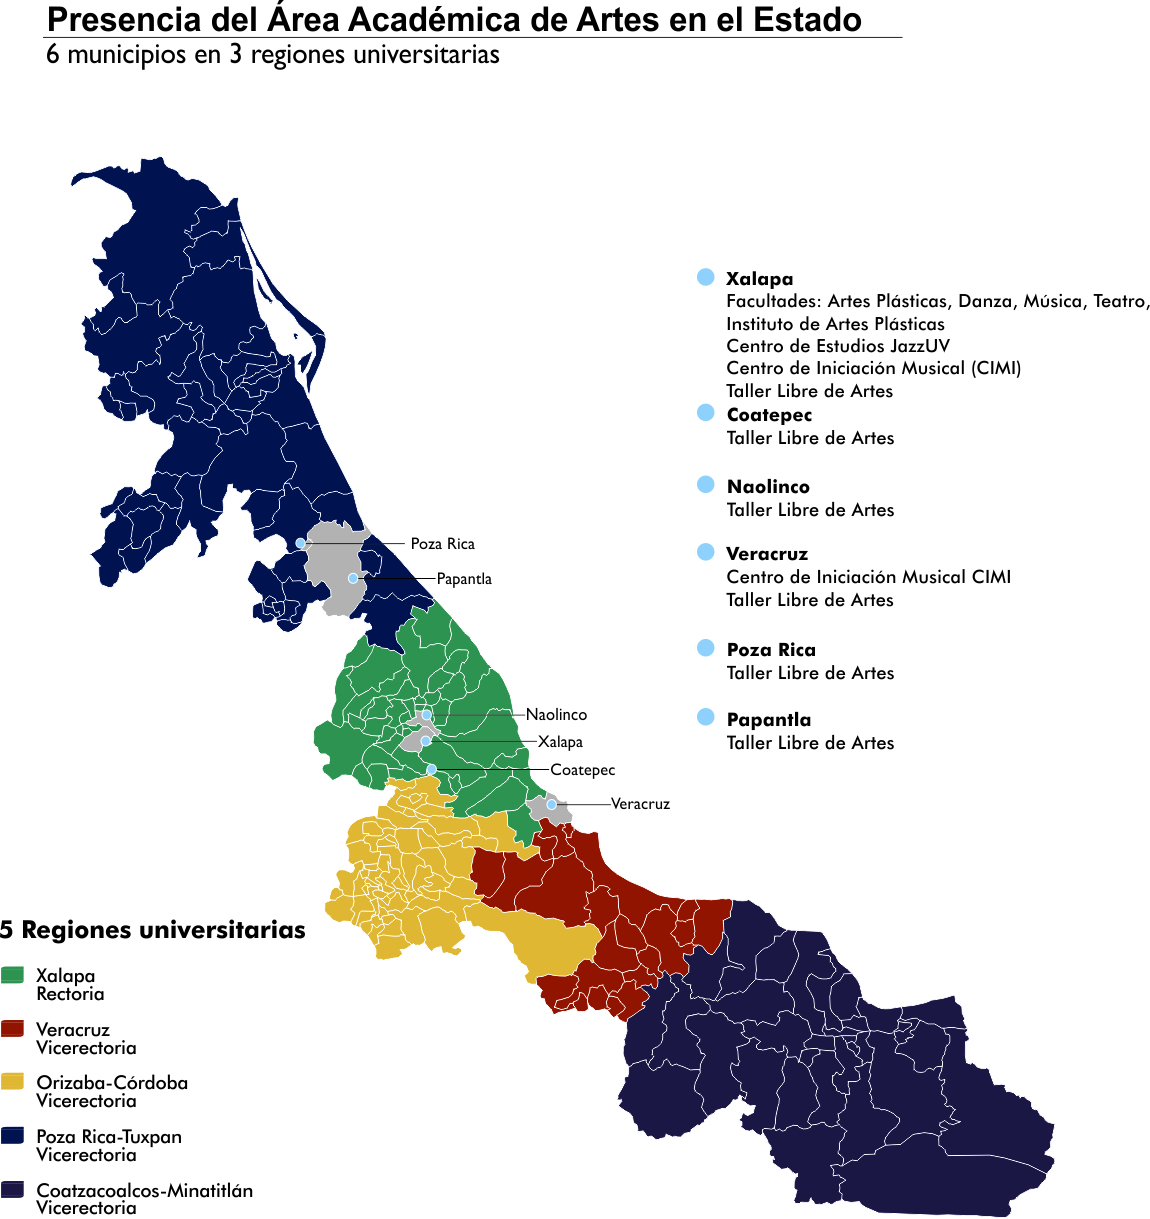 Presencia del Área Académica de Artes en el Estado
6 municipios en 3 regiones universitarias
Xalapa
Facultades: Artes Plásticas, Danza, Música, Teatro,
Instituto de Artes Plásticas
Centro de Estudios JazzUV
Centro de Iniciación Musical (CIMI)
Taller Libre de Artes
Coatepec
Taller Libre de Artes
Naolinco
Taller Libre de Artes
Veracruz
Centro de Iniciación Musical CIMI
Taller Libre de Artes
Poza Rica
Taller Libre de Artes
Papantla
Taller Libre de Artes
Poza Rica
Papantla
Naolinco
Xalapa
Coatepec
Veracruz
5 Regiones universitarias
Xalapa
Rectoria
Veracruz
Vicerectoria
Orizaba-Córdoba
Vicerectoria
Poza Rica-Tuxpan
Vicerectoria
Coatzacoalcos-Minatitlán
Vicerectoria